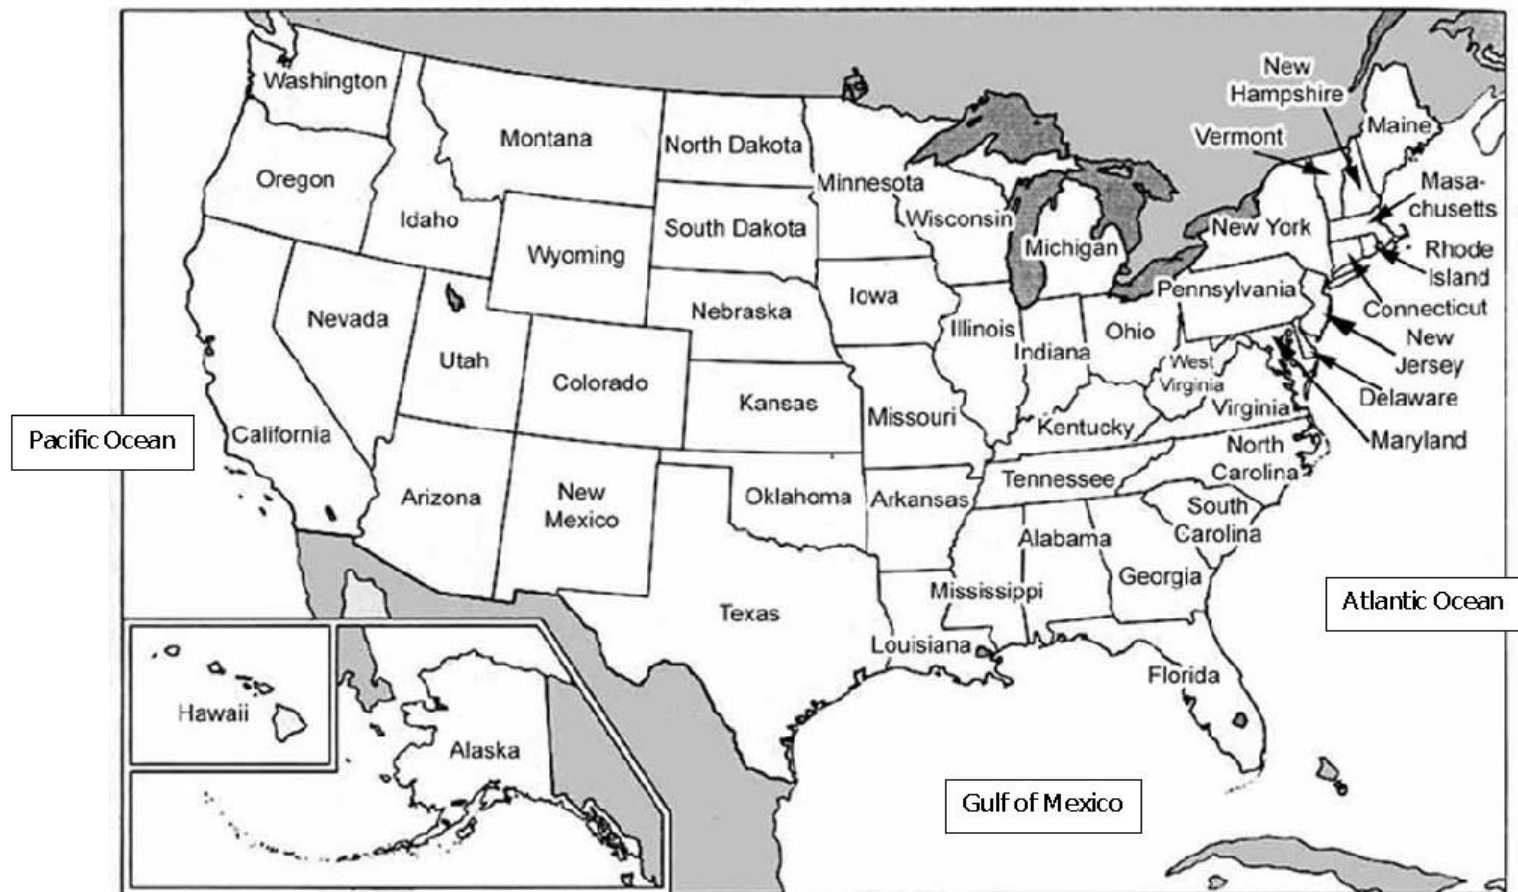 New
Hampshire
Washington
Montana
North Dakota
Maine
Vermont
Oregon
Minnesota
Masa-
chusetts
Idaho
Wisconsin
South Dakota
New York
Michigan
Wyoming
Rhode
Island
Pennsylvania
Iowa
Nebraska
Connecticut
Nevada
Illinois
Ohio
New
Jersey
Indiana
Utah
West
Virginia
Colorado
Delaware
Kansas
Virginia
Missouri
Kentucky
Pacific Ocean
California
Maryland
North
Carolina
Tennessee
Arizona
New
Mexico
Oklahoma
Arkansas
South
Carolina
Alabama
Georgia
Mississippi
Atlantic Ocean
Texas
Louisiana
Florida
Hawaii
Alaska
Gulf of Mexico